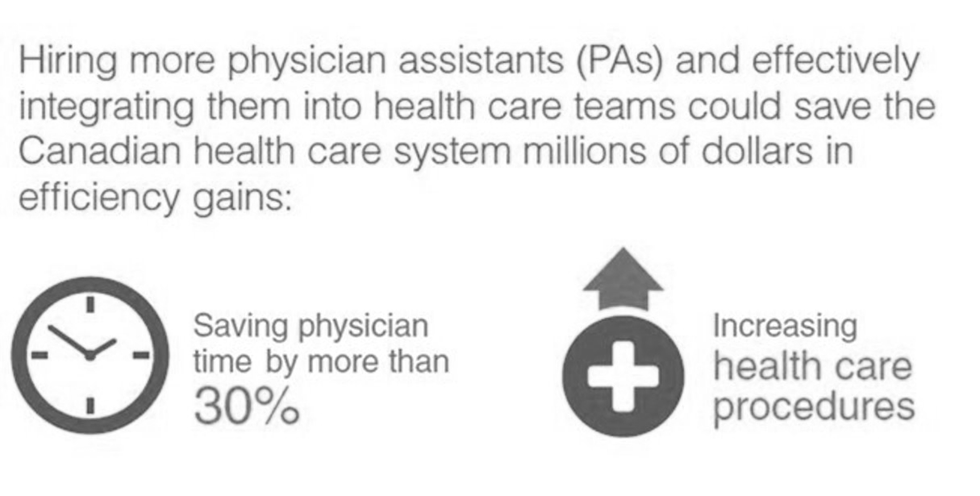 Hiring more physician assistants (PAs) and effectively
integrating them into health care teams could save the
Canadian health care system millions of dollars in
efficiency gains:
Saving physician
time by more than
30%
Increasing
health care
procedures